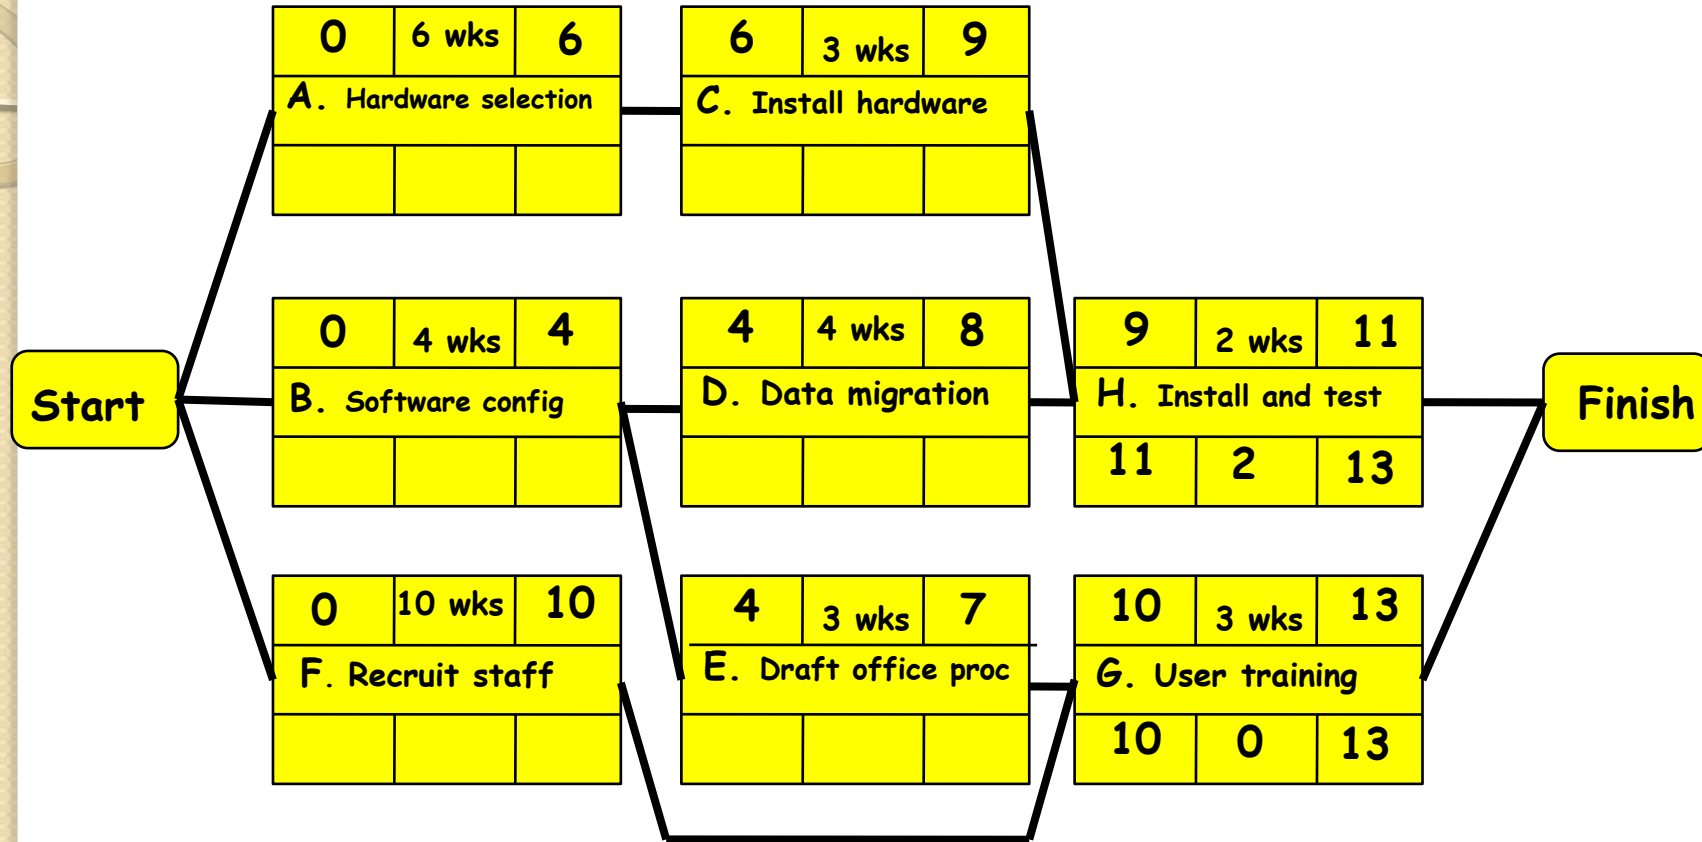 0 6 wks 6
A. Hardware selection
6 3 wks 9
C. Install hardware
Start
0 4 wks 4
B. Software config
4 4 wks 8
D. Data migration
9 2 wks 11
H. Install and test
11 2 13
Finish
0 10 wks 10
F. Recruit staff
4 3 wks 7
E. Draft office proc
10 3 wks 13
G. User training
10 0 13